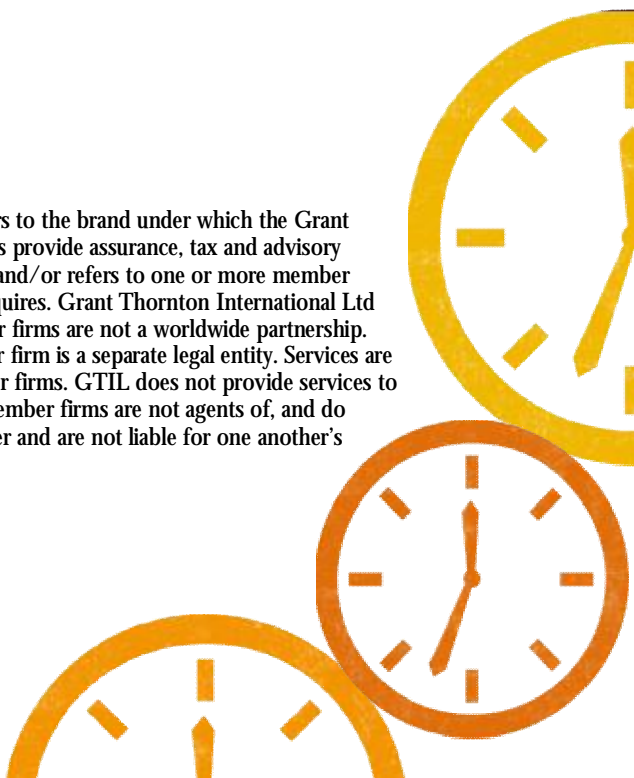 rs to the brand under which the Grant
s provide assurance, tax and advisory
and/or refers to one or more member
quires. Grant Thornton International Ltd
r firms are not a worldwide partnership.
r firm is a separate legal entity. Services are
r firms. GTIL does not provide services to
ember firms are not agents of, and do
er and are not liable for one another's